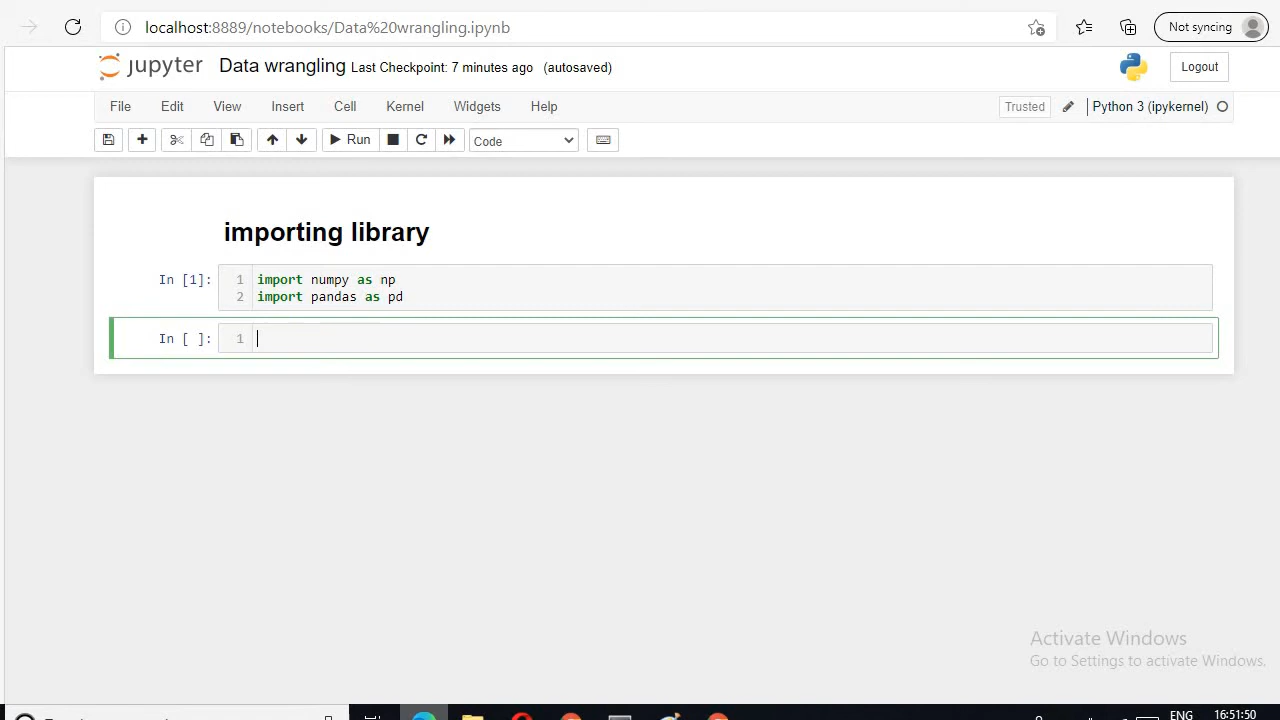 localhost:8889/notebooks/Data%20wrangling.ipynb
Not syncing
jupyter Data wrangling Last Checkpoint: 7 minutes ago (autosaved)
Logout
File Edit View Insert Cell Kernel Widgets Help
Trusted
Python 3 (ipykernel)
Run
Code
importing library
In [1]:
1 import numpy as np
2 import pandas as pd
In [ ]:
1
Activate Windows
Go to Settings to activate Windows.
ENG
16:51:50